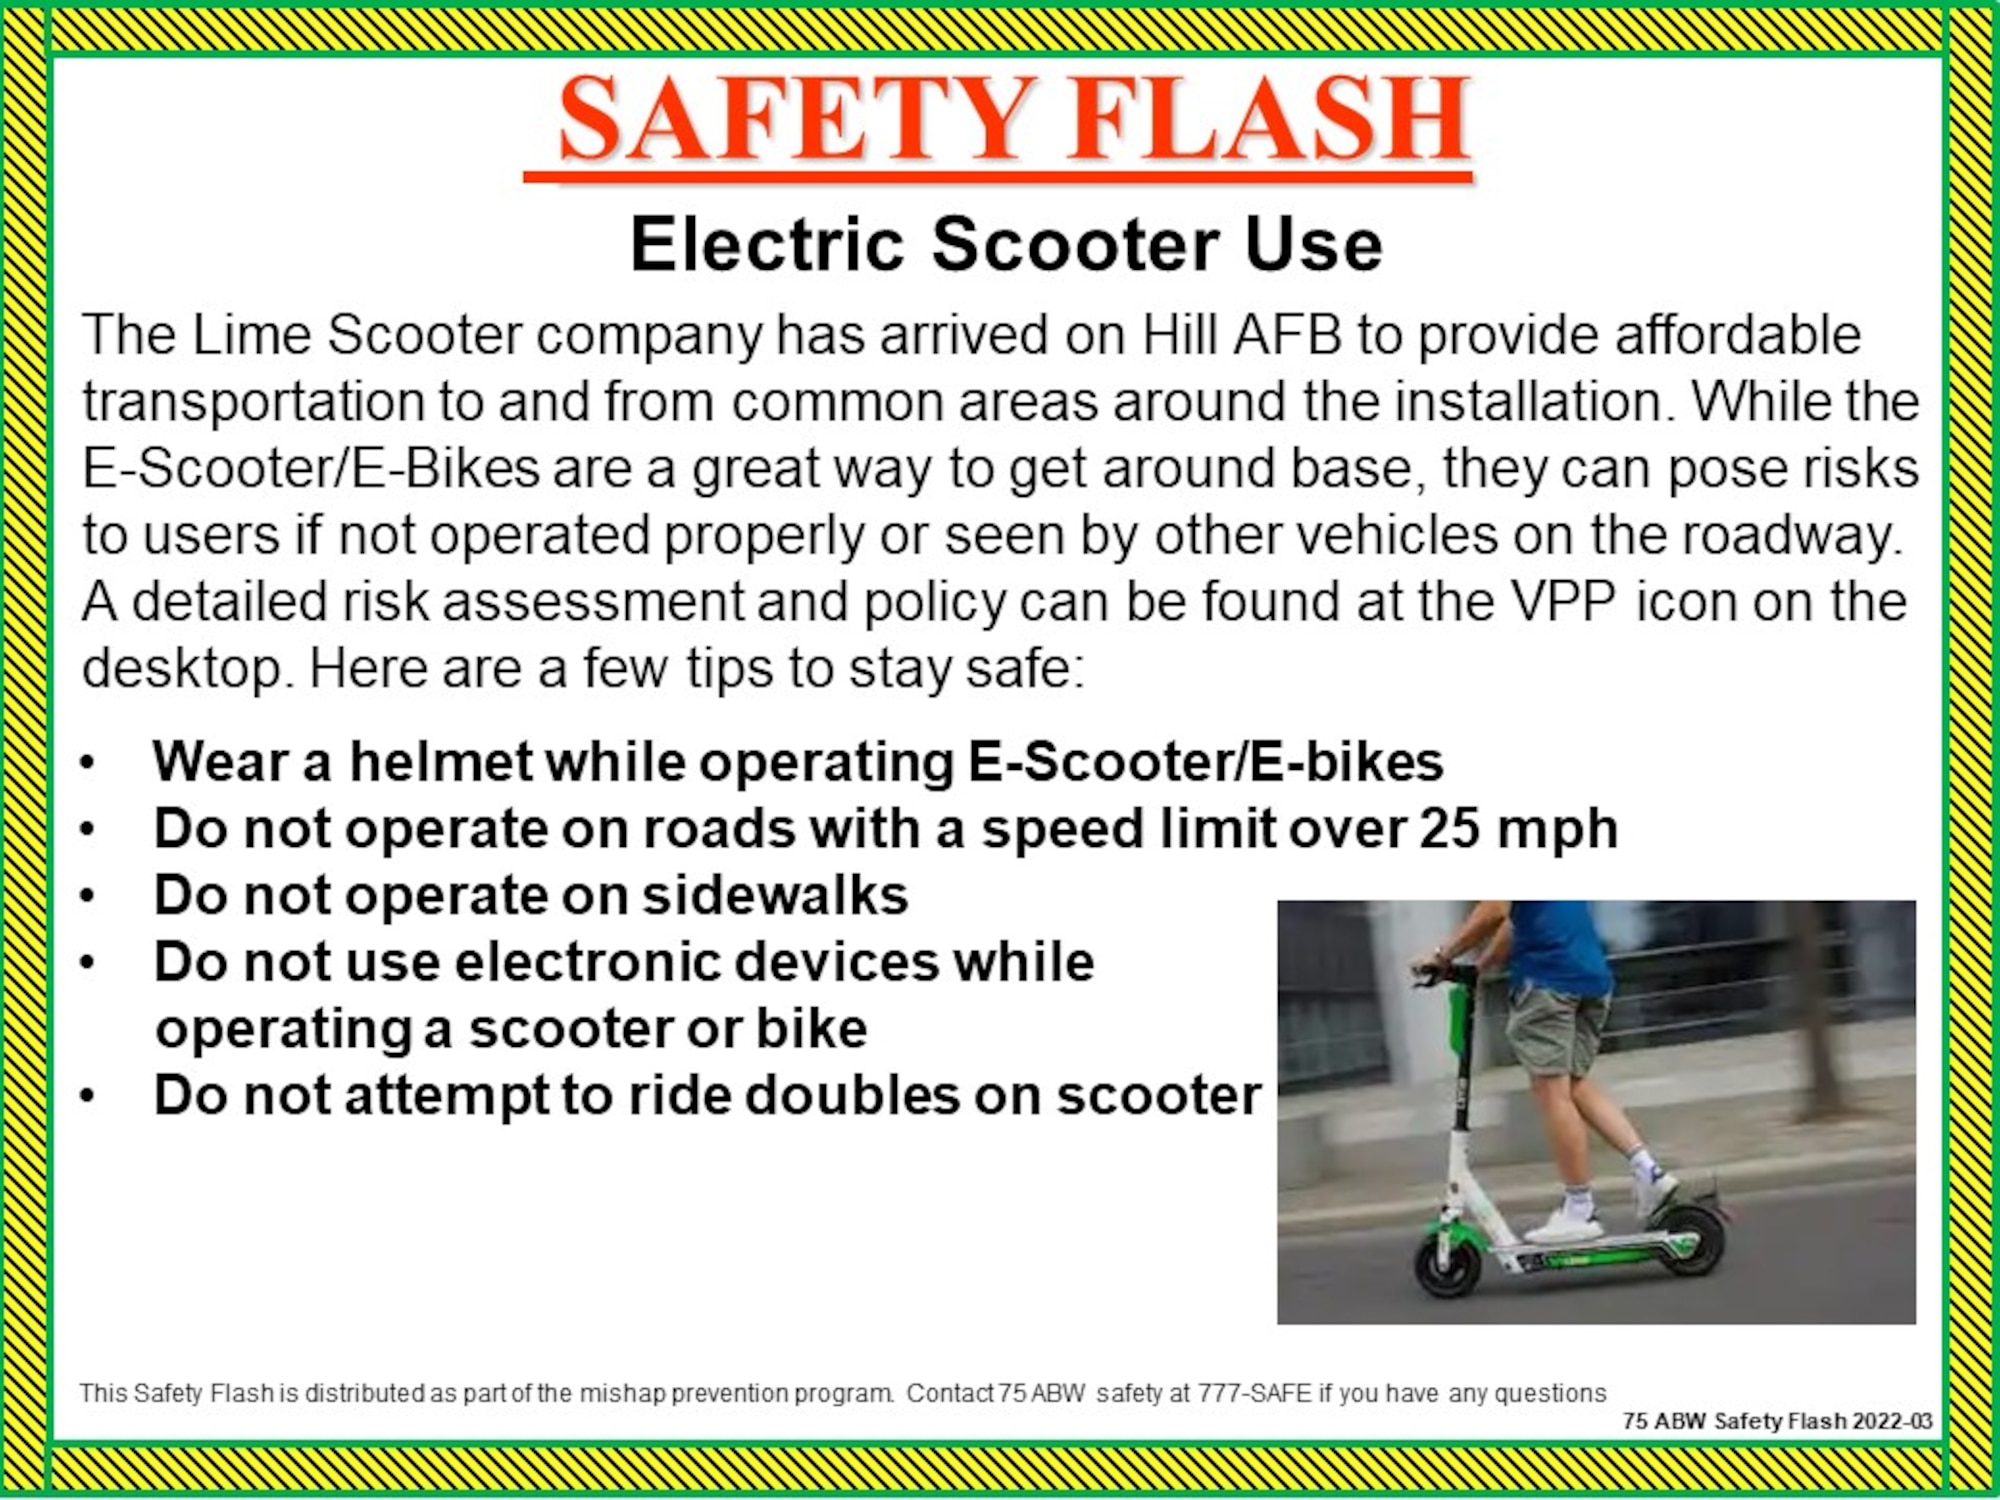 SAFETY FLASH
Electric Scooter Use
The Lime Scooter company has arrived on Hill AFB to provide affordable
transportation to and from common areas around the installation. While the
E-Scooter/E-Bikes are a great way to get around base, they can pose risks
to users if not operated properly or seen by other vehicles on the roadway.
A detailed risk assessment and policy can be found at the VPP icon on the
desktop. Here are a few tips to stay safe:
• Wear a helmet while operating E-Scooter/E-bikes
• Do not operate on roads with a speed limit over 25 mph
• Do not operate on sidewalks
• Do not use electronic devices while
operating a scooter or bike
• Do not attempt to ride doubles on scooter
This Safety Flash is distributed as part of the mishap prevention program. Contact 75 ABW safety at 777-SAFE if you have any questions
75 ABW Safety Flash 2022-03